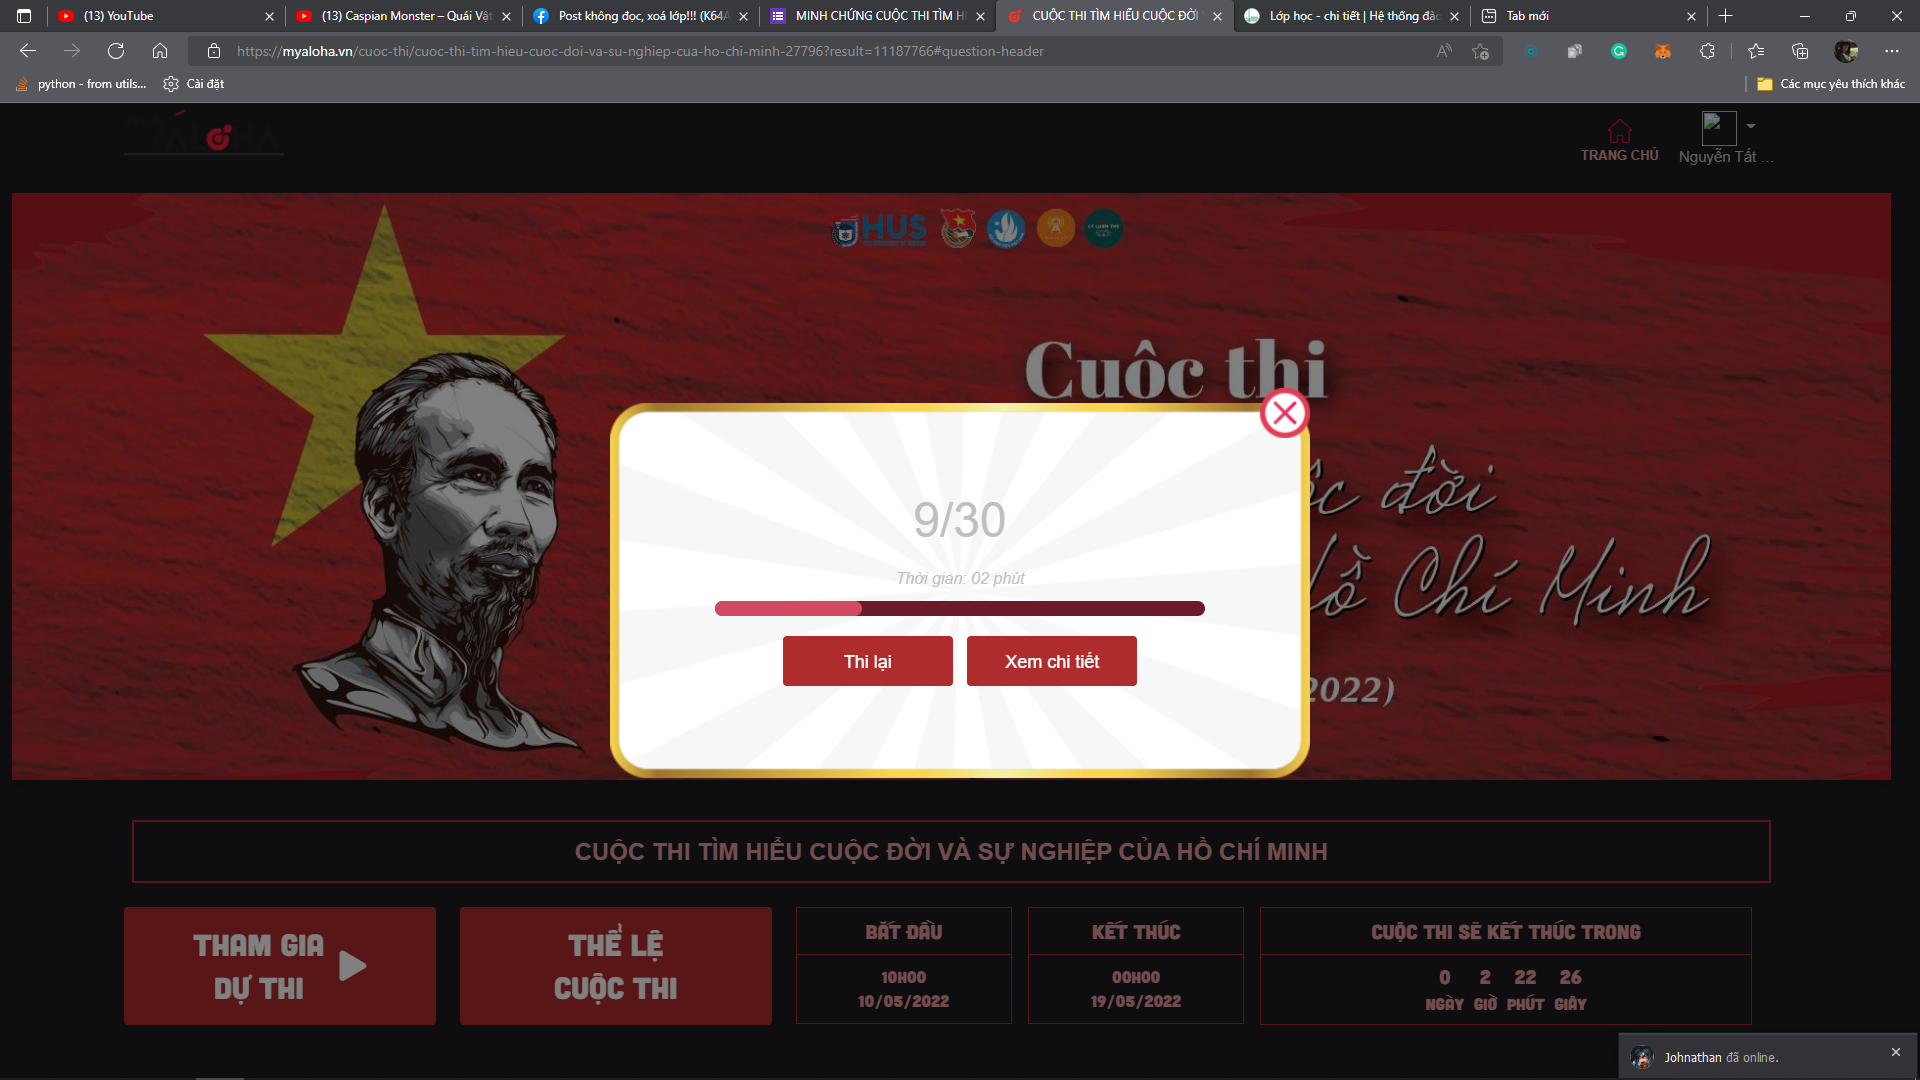 (13) YouTube
(13) Caspian Monster – Quái Vật
Post không đọc, xoá lớp!!! (K64A
MINH CHỨNG CUỘC THI TÌM H
CUỘC THI TÌM HIỂU CUỘC ĐỜI
Lớp học - chi tiết | Hệ thống đào
Tab mới
https://myaloha.vn/cuoc-thi/cuoc-thi-tim-hieu-cuoc-doi-va-su-nghiep-cua-ho-chi-minh-27796?result=11187766#question-header
python - from utils...
Cài đặt
Các mục yêu thích khác
ALOHA
TRANG CHỦ
Nguyễn Tất ...
HUS
Cuộc thi
đời
Hồ Chí Minh
2022)
9/30
Thời gian: 02 phút
Thi lại
Xem chi tiết
CUỘC THI TÌM HIỂU CUỘC ĐỜI VÀ SỰ NGHIỆP CỦA HỒ CHÍ MINH
THAM GIA
DỰ THI
THỂ LỆ
CUỘC THI
BẮT ĐẦU
10H00
10/05/2022
KẾT THÚC
00H00
19/05/2022
CUỘC THI SẼ KẾT THÚC TRONG
0 2 22 26
NGÀY GIỜ PHÚT GIÂY
Johnathan đã online.